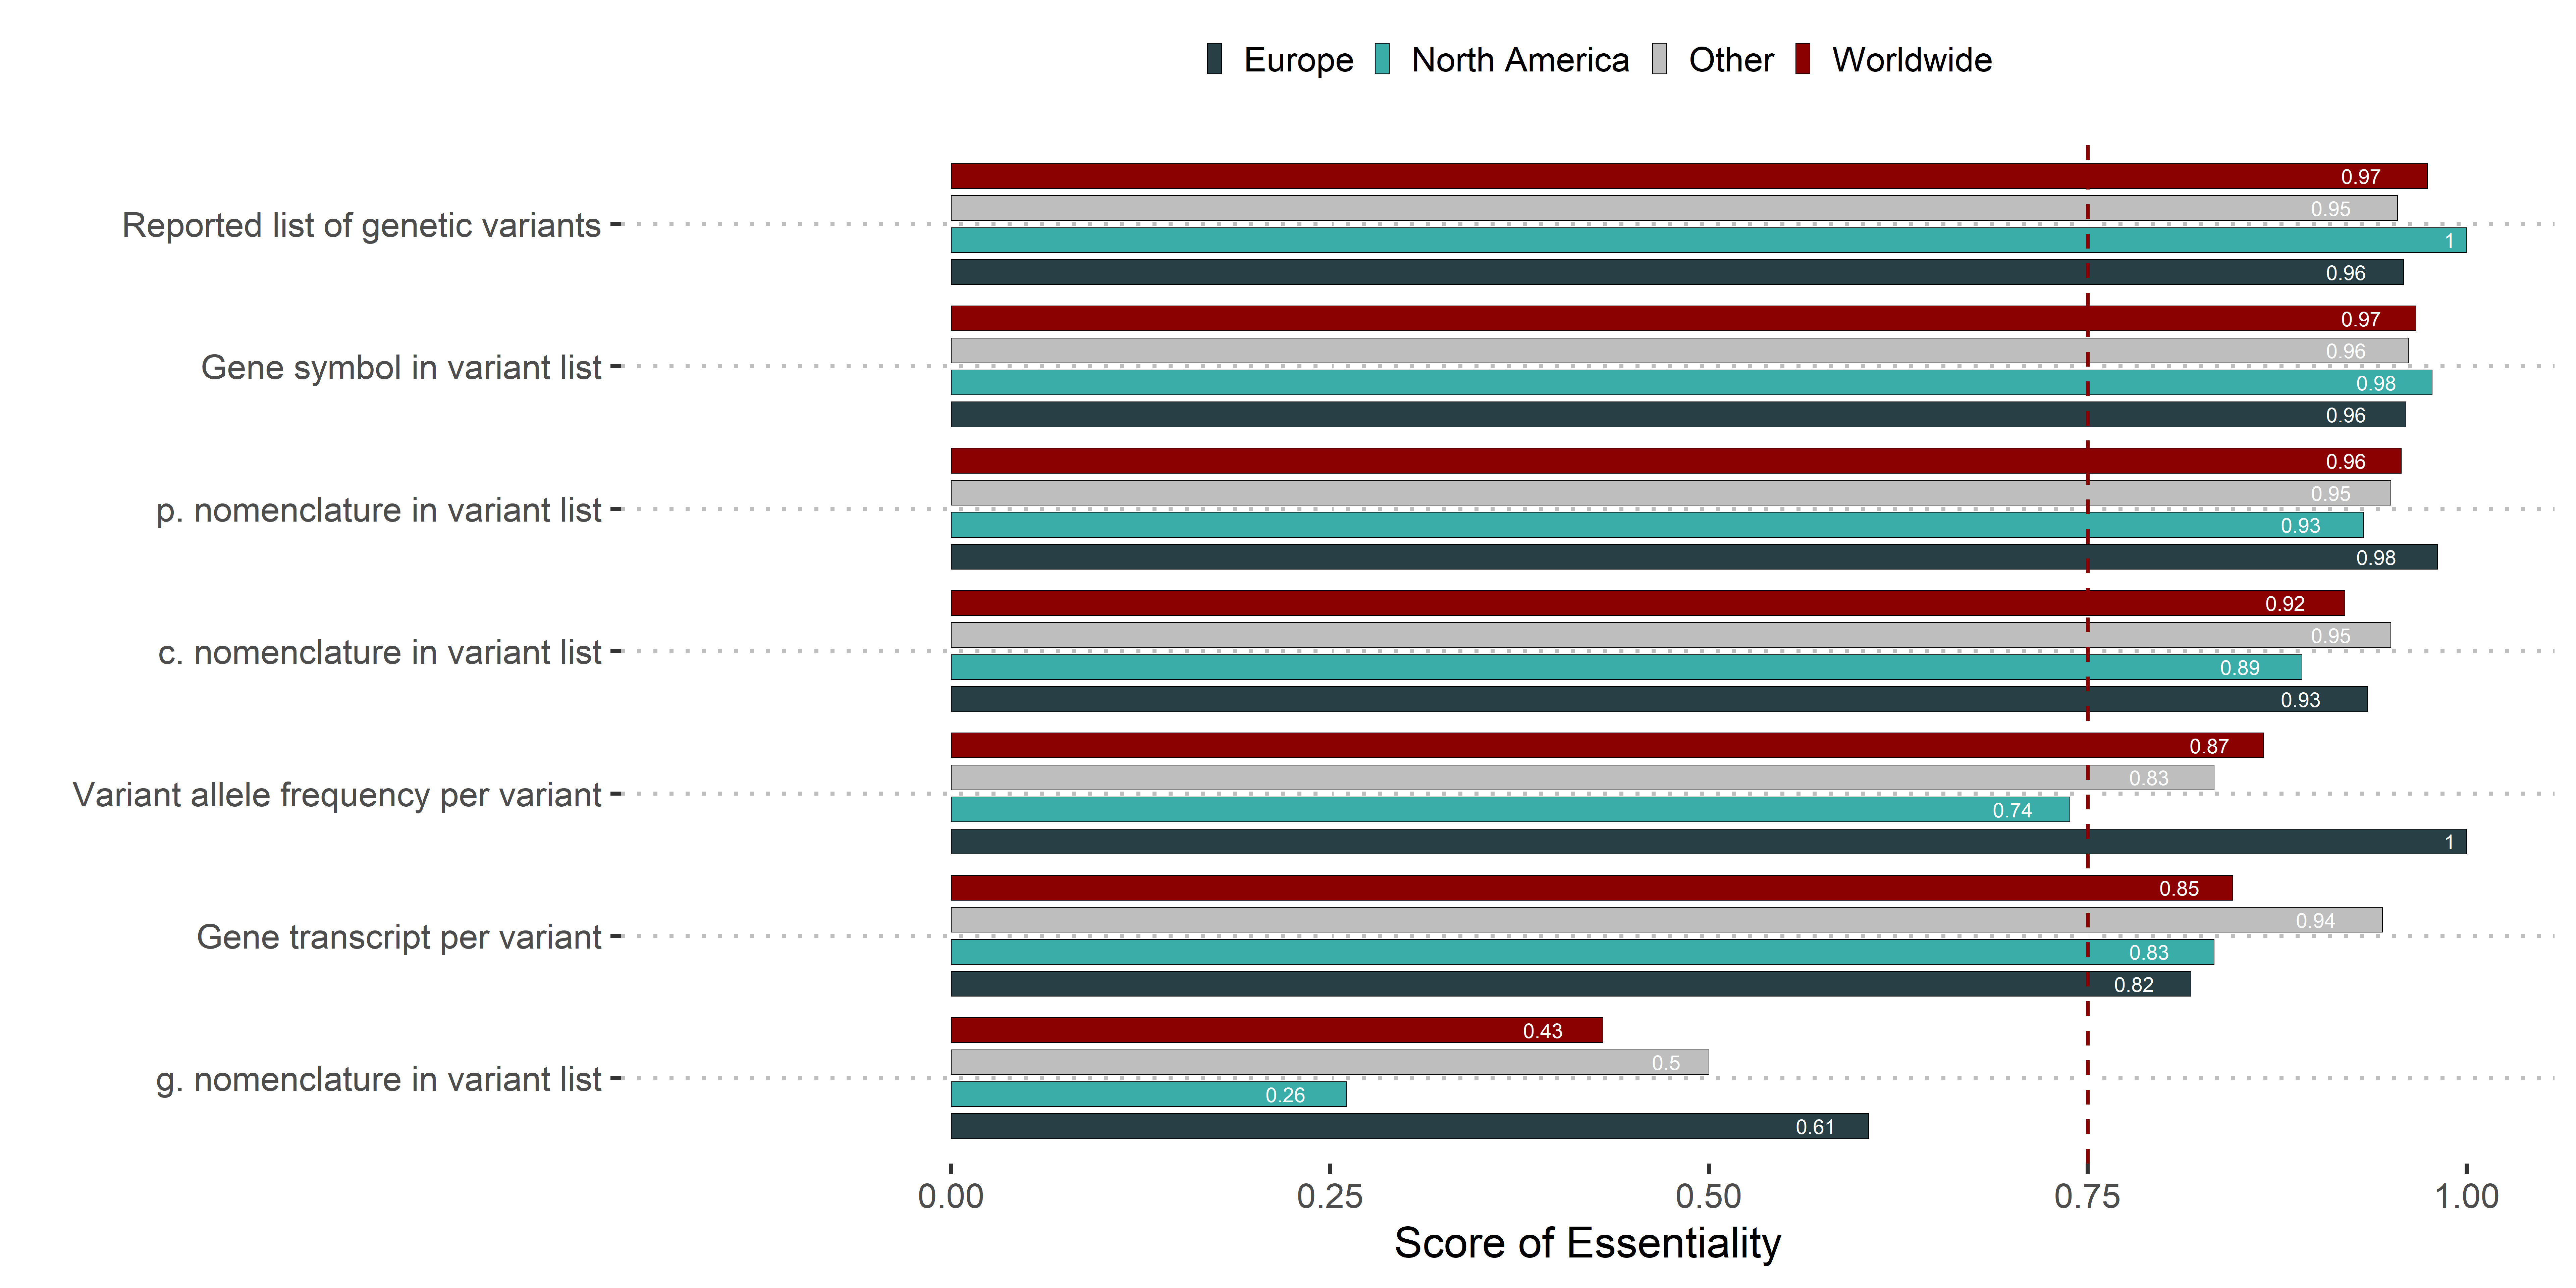 Europe North America Other Worldwide
0.97
Reported list of genetic variants
0.95
1
0.96
0.97
Gene symbol in variant list
0.96
0.98
0.96
0.96
p. nomenclature in variant list
0.95
0.93
0.98
0.92
c. nomenclature in variant list
0.95
0.89
0.93
0.87
Variant allele frequency per variant
0.83
0.74
1
0.85
Gene transcript per variant
0.94
0.83
0.82
0.43
g. nomenclature in variant list
0.5
0.26
0.61
0.00 0.25 0.50 0.75 1.00
Score of Essentiality